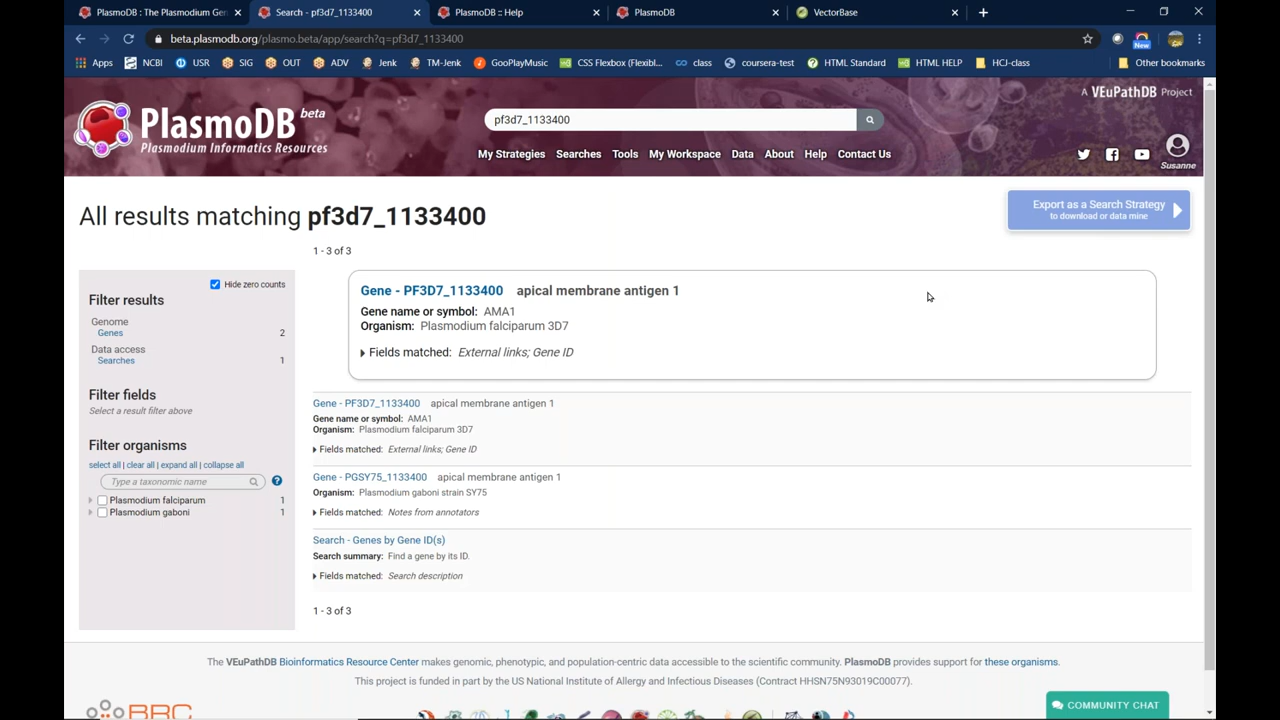 PlasmoDB : The Plasmodium Gen
Search - pf3d7_1133400
PlasmoDB :: Help
PlasmoDB
VectorBase
beta.plasmodb.org/plasmo.beta/app/search?q=pf3d7_1133400
New
Apps
NCBI
USR
SIG
OUT
ADV
Jenk
TM-Jenk
GooPlayMusic
CSS Flexbox (Flexibl...
class
coursera-test
HTML Standard
HTML HELP
HCJ-class
Other bookmarks
PlasmoDB beta
Plasmodium Informatics Resources
pf3d7_1133400
A VEuPathDB Project
My Strategies
Searches
Tools
My Workspace
Data
About
Help
Contact Us
Susanne
All results matching pf3d7_1133400
Export as a Search Strategy
to download or data mine
1 - 3 of 3
Hide zero counts
Filter results
Genome
Genes 2
Data access
Searches 1
Filter fields
Select a result filter above
Filter organisms
select all | clear all | expand all | collapse all
Type a taxonomic name
Plasmodium falciparum 1
Plasmodium gaboni 1
Gene - PF3D7_1133400 apical membrane antigen 1
Gene name or symbol: AMA1
Organism: Plasmodium falciparum 3D7
Fields matched: External links; Gene ID
Gene - PF3D7_1133400 apical membrane antigen 1
Gene name or symbol: AMA1
Organism: Plasmodium falciparum 3D7
Fields matched: External links; Gene ID
Gene - PGSY75_1133400 apical membrane antigen 1
Organism: Plasmodium gaboni strain SY75
Fields matched: Notes from annotators
Search - Genes by Gene ID(s)
Search summary: Find a gene by its ID.
Fields matched: Search description
1 - 3 of 3
The VEuPathDB Bioinformatics Resource Center makes genomic, phenotypic, and population-centric data accessible to the scientific community. PlasmoDB provides support for these organisms.
This project is funded in part by the US National Institute of Allergy and Infectious Diseases (Contract HHSN75N93019C00077).
BRC
COMMUNITY CHAT